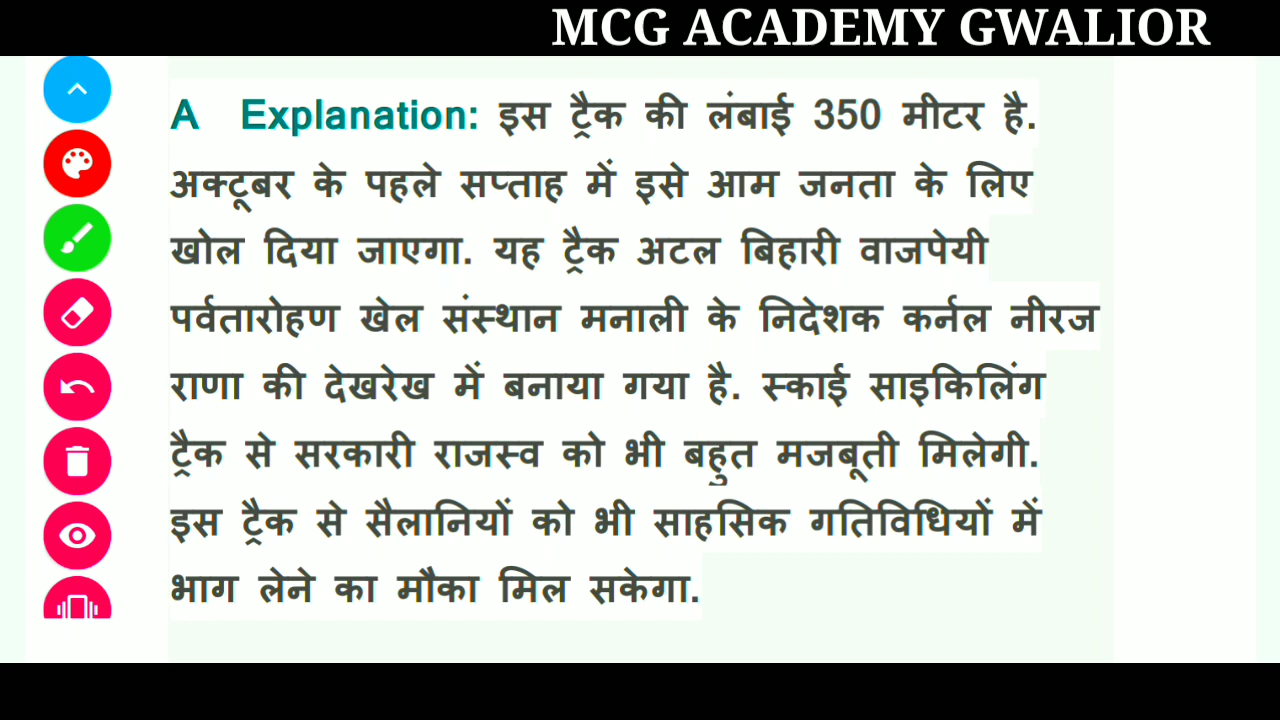 MCG ACADEMY GWALIOR
A Explanation: इस ट्रैक की लंबाई 350 मीटर है.
अक्टूबर के पहले सप्ताह में इसे आम जनता के लिए
खोल दिया जाएगा. यह ट्रैक अटल बिहारी वाजपेयी
पर्वतारोहण खेल संस्थान मनाली के निदेशक कर्नल नीरज
राणा की देखरेख में बनाया गया है. स्काई साइकिलिंग
ट्रैक से सरकारी राजस्व को भी बहुत मजबूती मिलेगी.
इस ट्रैक से सैलानियों को भी साहसिक गतिविधियों में
भाग लेने का मौका मिल सकेगा.